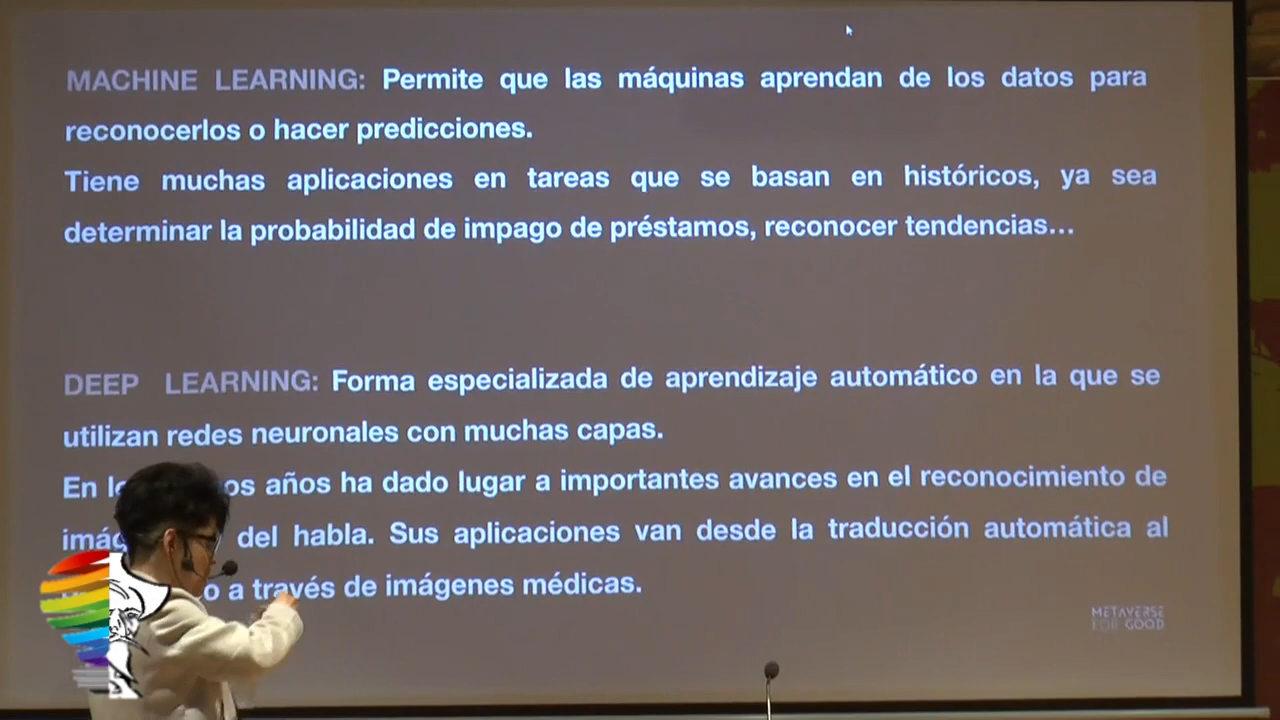 MACHINE LEARNING: Permite que las máquinas aprendan de los datos para
reconocerlos o hacer predicciones.
Tiene muchas aplicaciones en tareas que se basan en históricos, ya sea
determinar la probabilidad de impago de préstamos, reconocer tendencias...
DEEP LEARNING: Forma especializada de aprendizaje automático en la que se
utilizan redes neuronales con muchas capas.
En os años ha dado lugar a importantes avances en el reconocimiento de
del habla. Sus aplicaciones van desde la traducción automática al
o a través de imágenes médicas.
METAVERSE
FOR GOOD